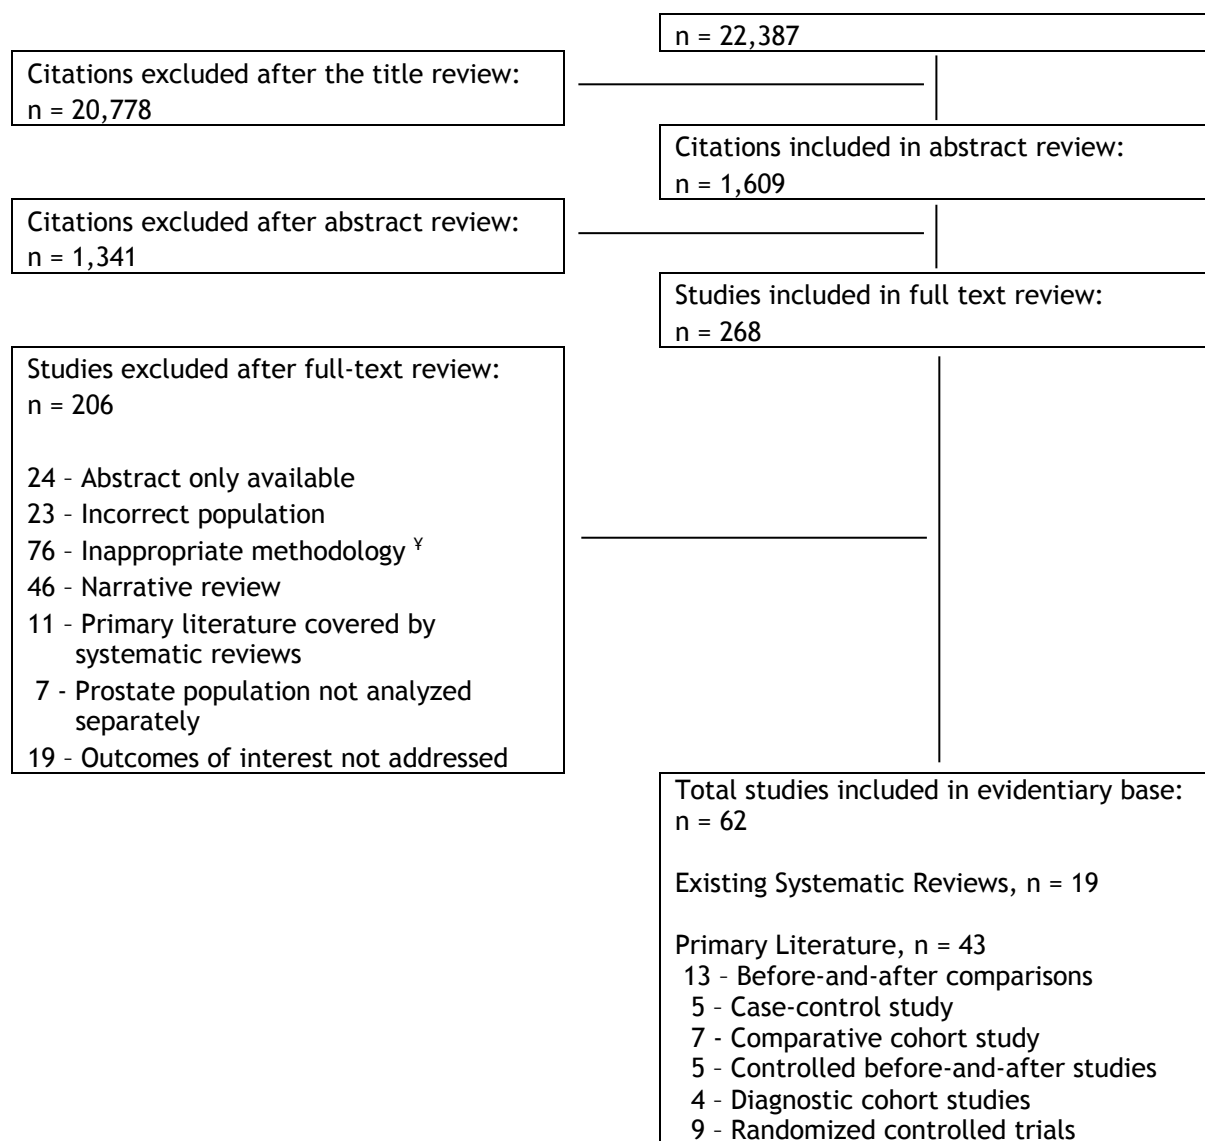 n = 22,387
Citations excluded after the title review:
n = 20,778
Citations included in abstract review:
n = 1,609
Citations excluded after abstract review:
n = 1,341
Studies included in full text review:
n = 268
Studies excluded after full-text review:
n = 206
24 – Abstract only available
23 – Incorrect population
76 – Inappropriate methodology ¥
46 – Narrative review
11 – Primary literature covered by
systematic reviews
7 - Prostate population not analyzed
separately
19 – Outcomes of interest not addressed
Total studies included in evidentiary base:
n = 62
Existing Systematic Reviews, n = 19
Primary Literature, n = 43
13 – Before-and-after comparisons
5 – Case-control study
7 - Comparative cohort study
5 – Controlled before-and-after studies
4 – Diagnostic cohort studies
9 – Randomized controlled trials